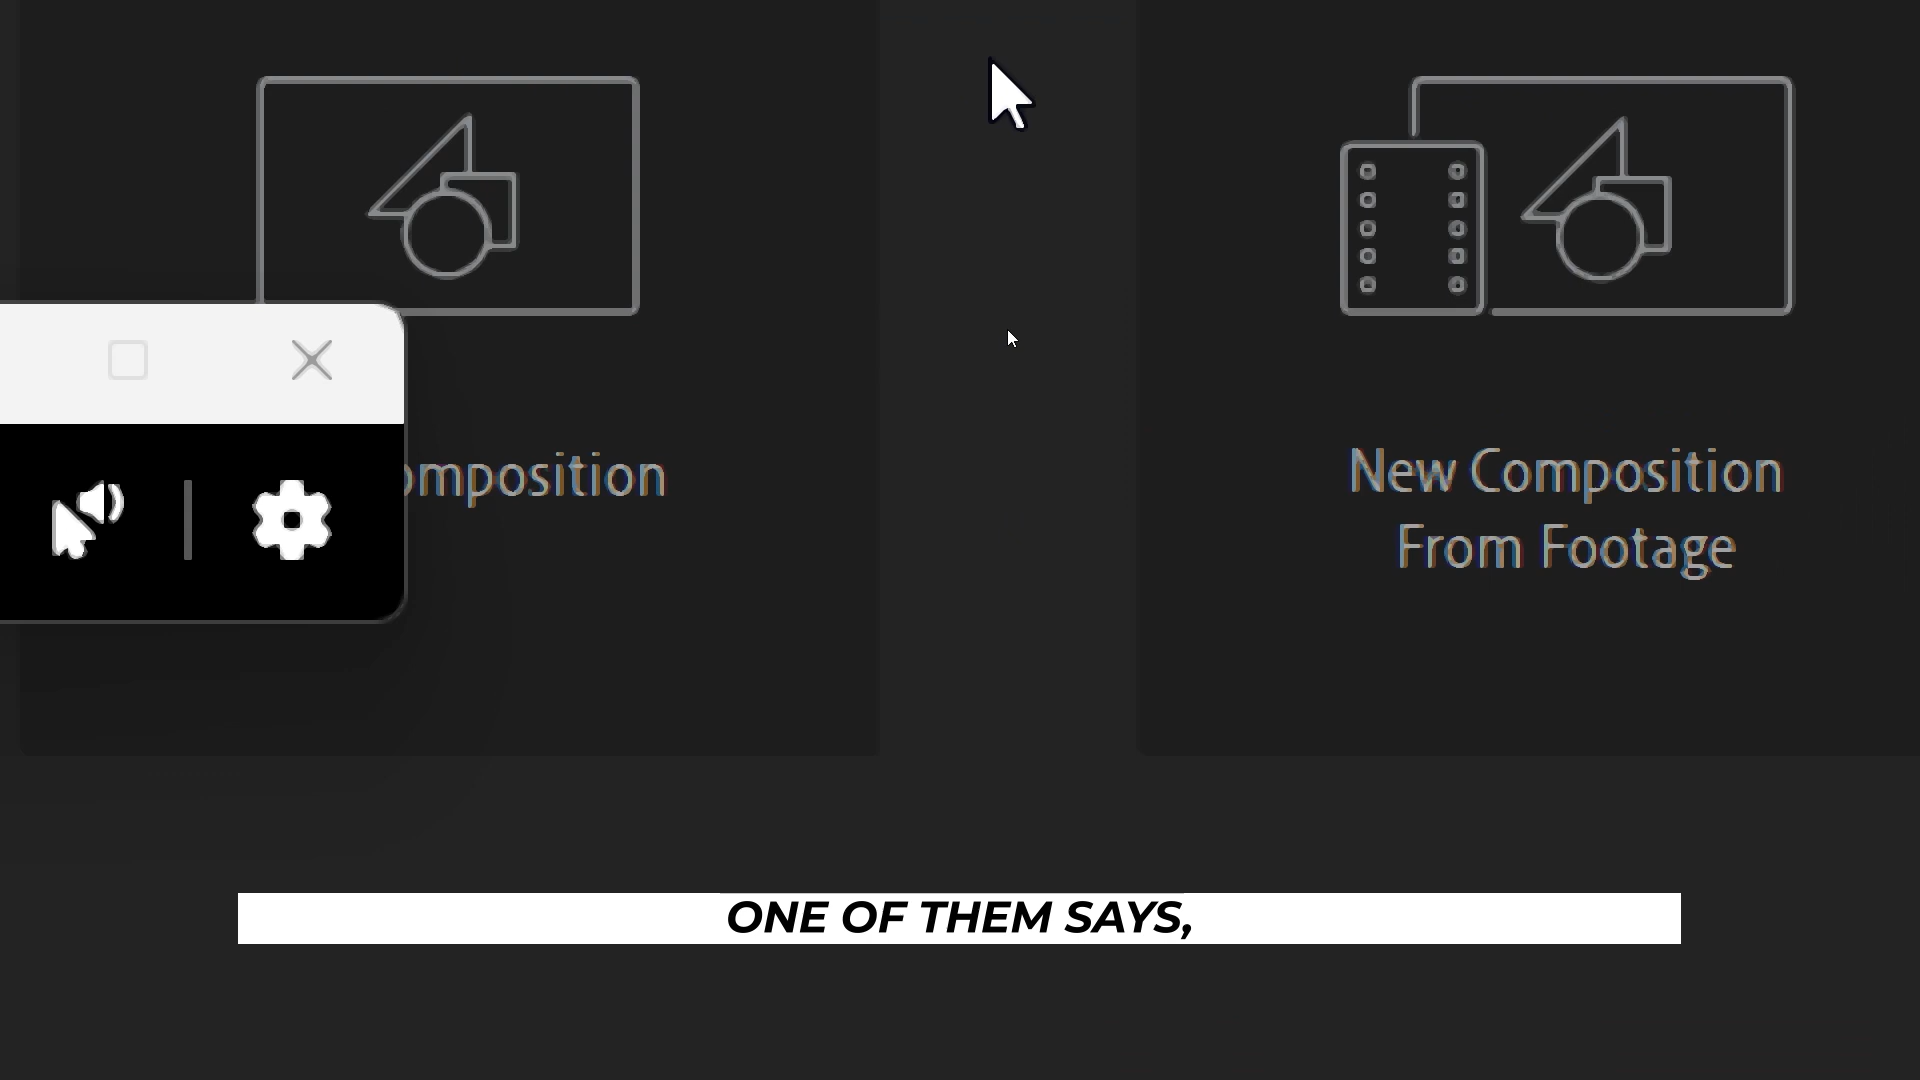 omposition
New Composition
From Footage
ONE OF THEM SAYS,